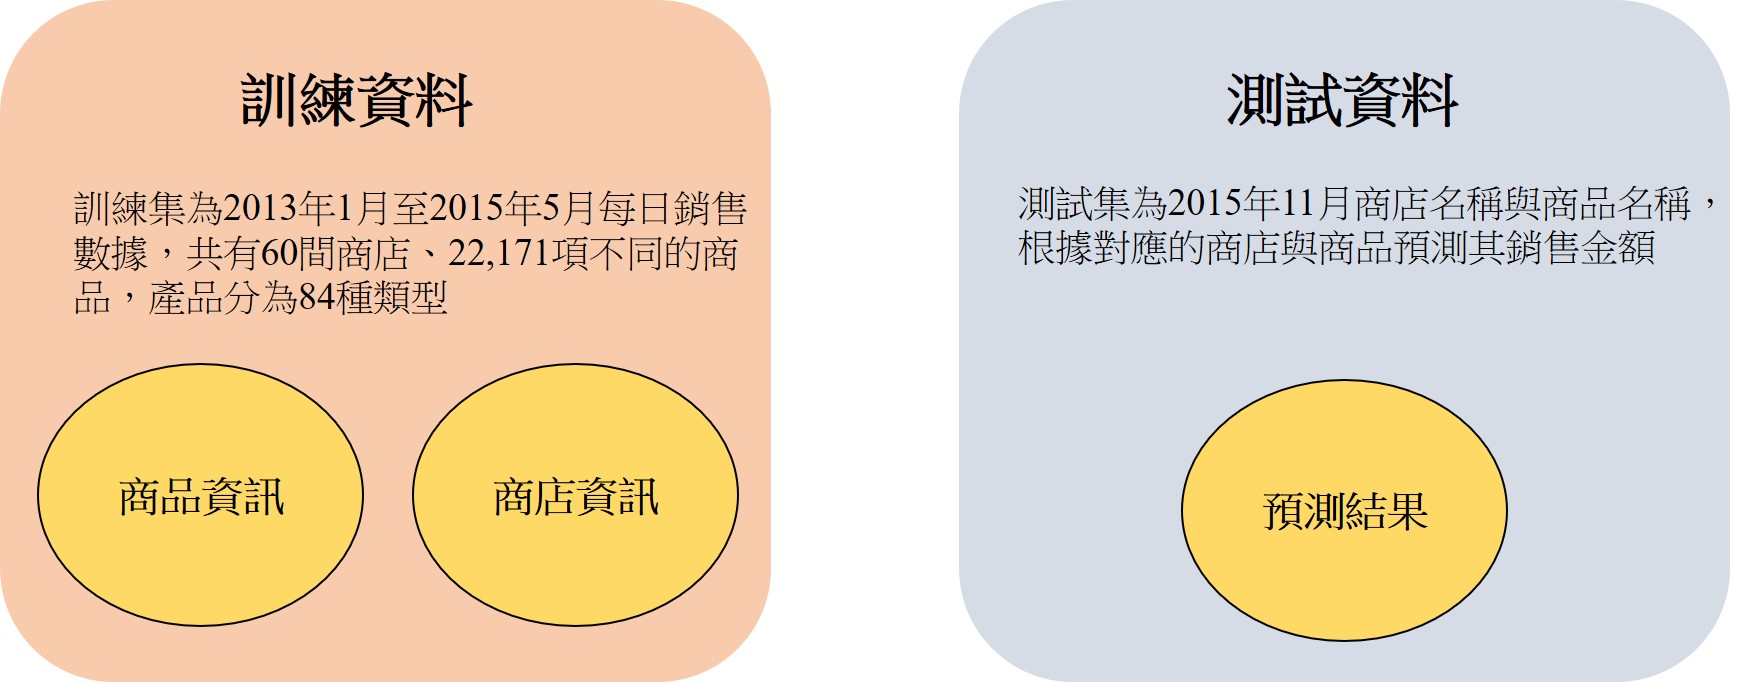 訓練資料
訓練集為2013年1月至2015年5月每日銷售
數據，共有60間商店、22,171項不同的商
品，產品分為84種類型
商品資訊
商店資訊
測試資料
測試集為2015年11月商店名稱與商品名稱，
根據對應的商店與商品預測其銷售金額
預測結果